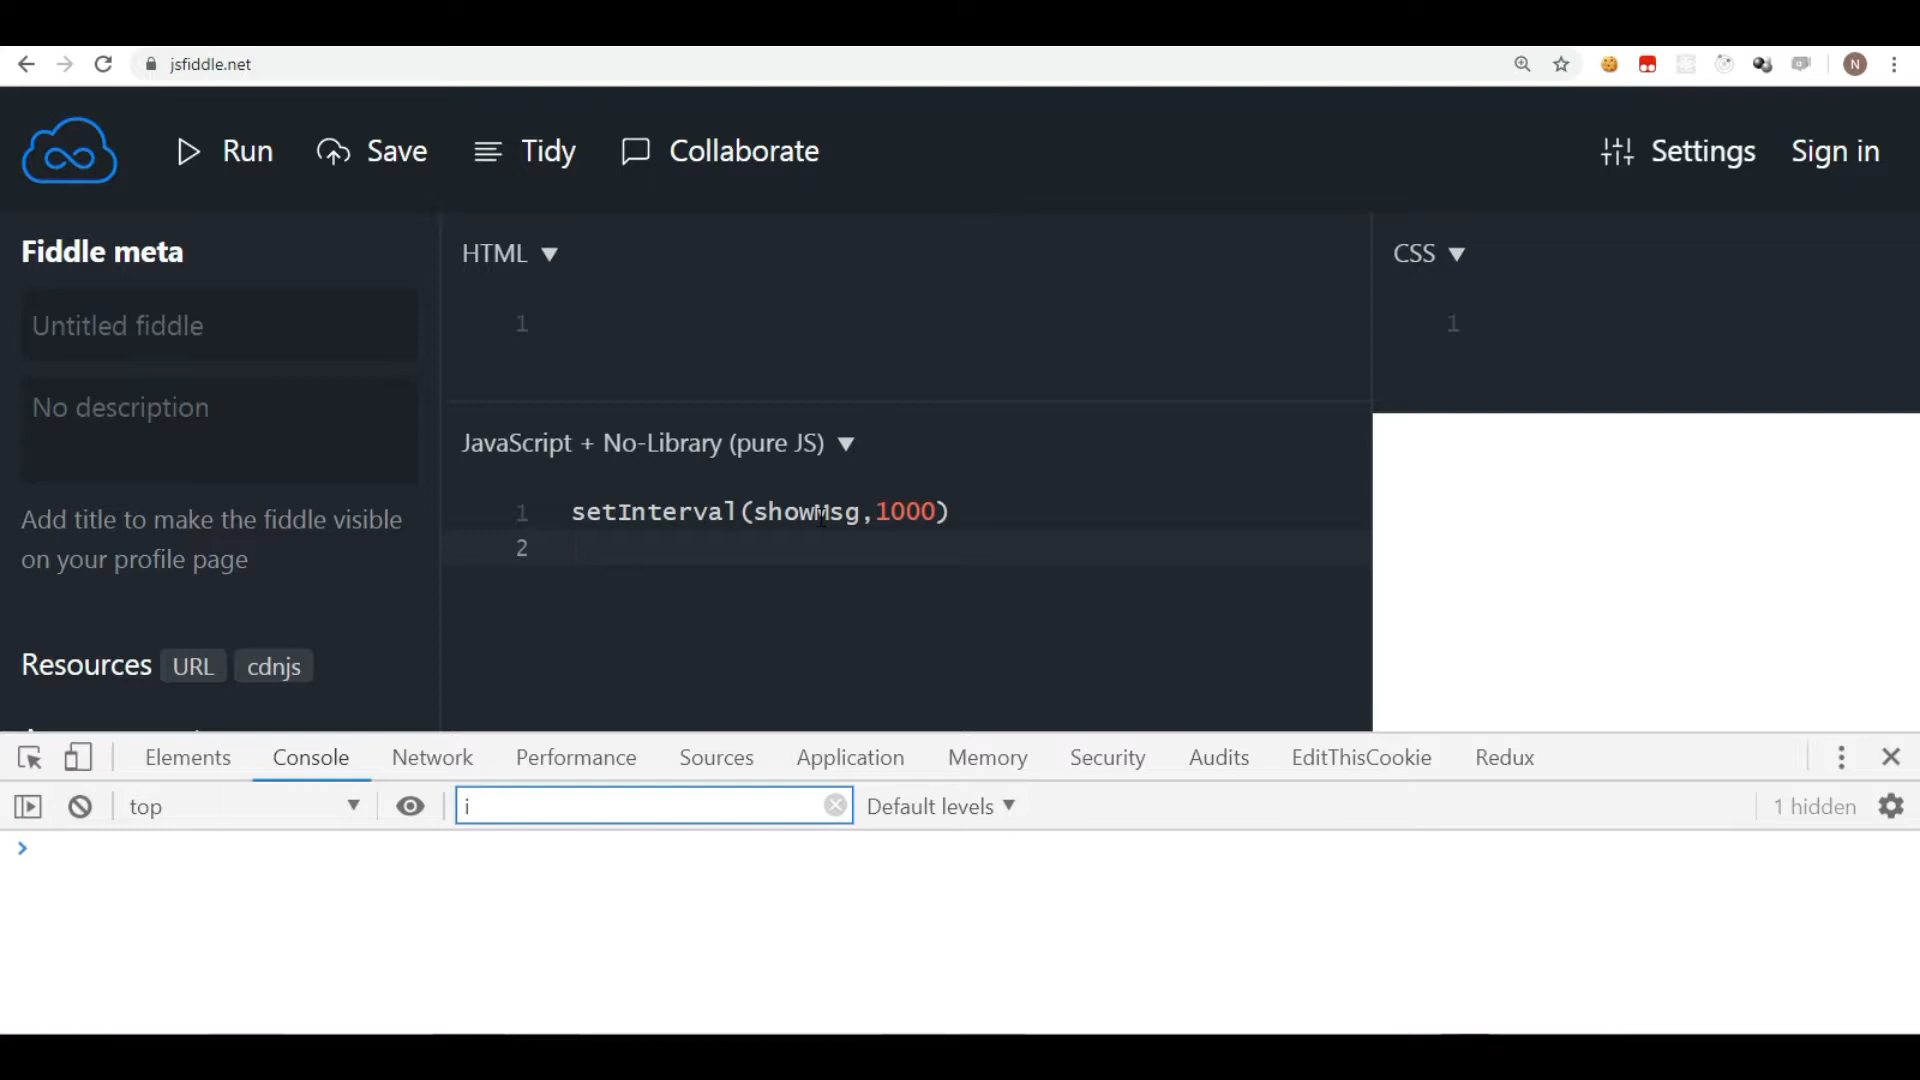 jsfiddle.net
N
Run
Save
Tidy
Collaborate
Settings
Sign in
Fiddle meta
Untitled fiddle
No description
Add title to make the fiddle visible
on your profile page
Resources URL cdnjs
HTML
1
CSS
1
JavaScript + No-Library (pure JS)
1 setInterval(showMsg,1000)
2
Elements Console Network Performance Sources Application Memory Security Audits EditThisCookie Redux
top
i
Default levels
1 hidden